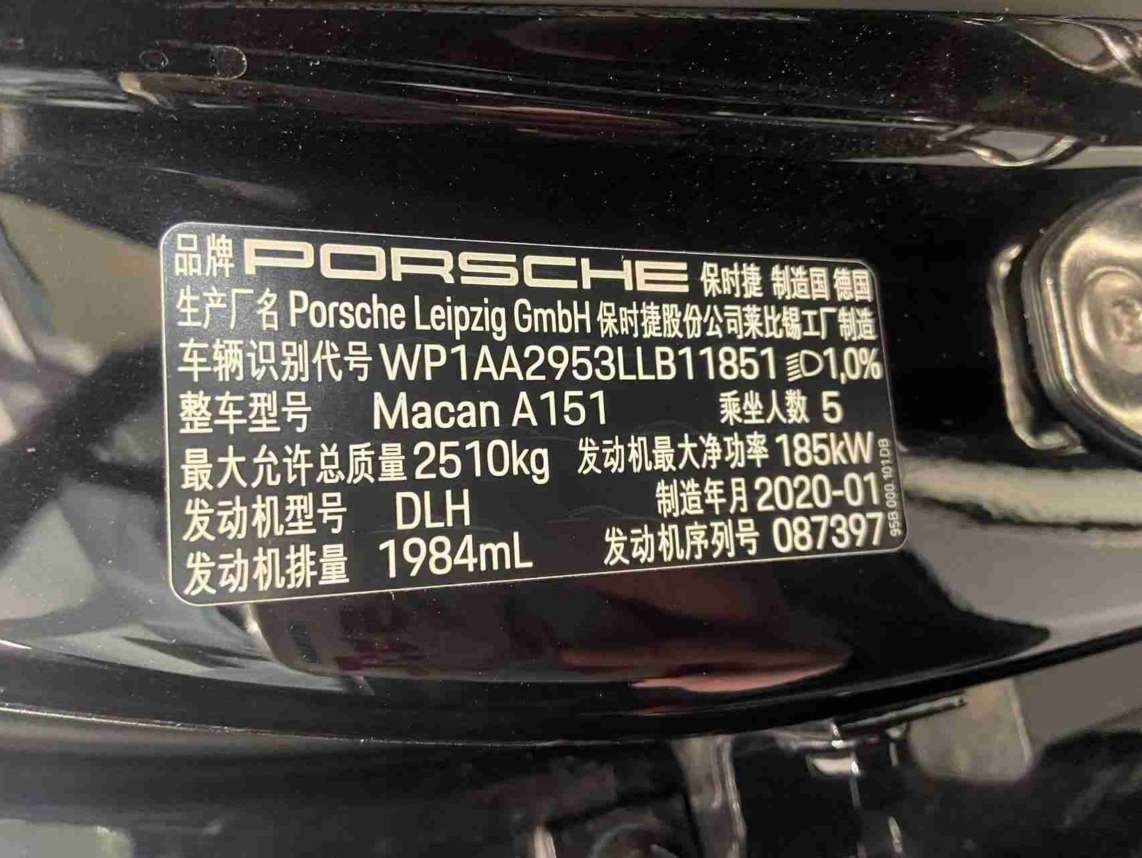 品牌 PORSCHE 保时捷 制造国 德国
生产厂名 Porsche Leipzig GmbH 保时捷股份公司莱比锡工厂制造
车辆识别代号 WP1AA2953LLB11851 1,0%
整车型号 Macan A151 乘坐人数 5
最大允许总质量 2510kg 发动机最大净功率 185kW
发动机型号 DLH 制造年月 2020-01
发动机排量 1984mL 发动机序列号 087397
95B.000.101.DB